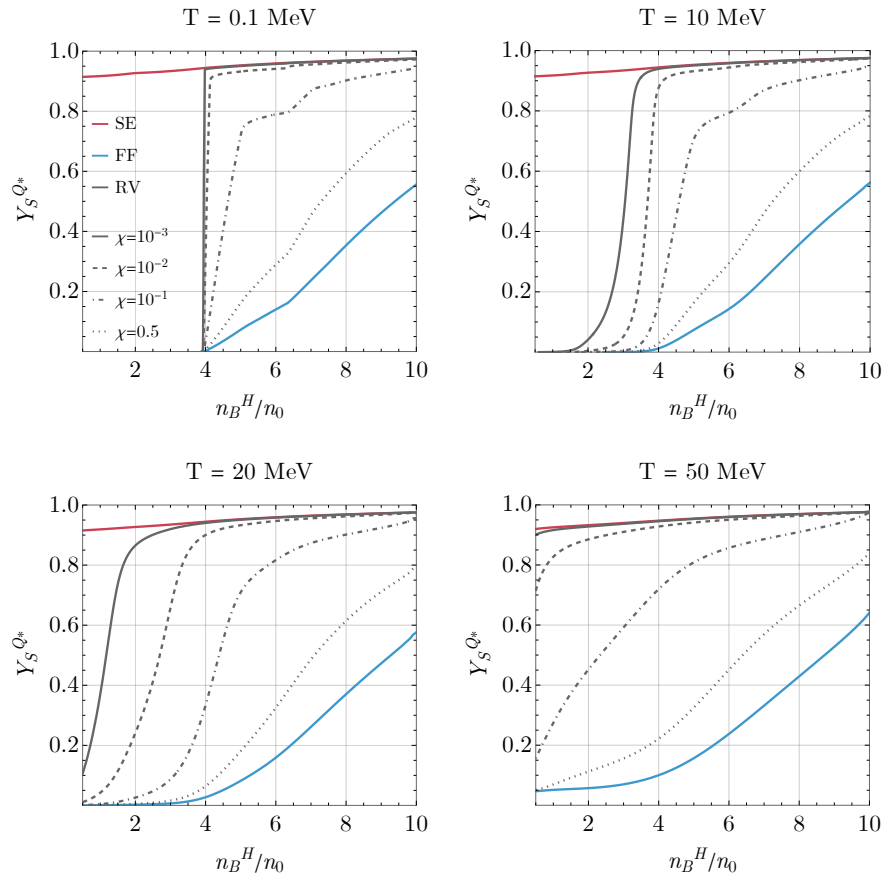 T = 0.1 MeV
T = 10 MeV
1.0
0.8
0.6
0.4
0.2
2 4 6 8 10
Y_S^{Q*}
n_B^H/n_0
SE
FF
RV
χ=10^{-3}
χ=10^{-2}
χ=10^{-1}
χ=0.5
1.0
0.8
0.6
0.4
0.2
2 4 6 8 10
Y_S^{Q*}
n_B^H/n_0
T = 20 MeV
T = 50 MeV
1.0
0.8
0.6
0.4
0.2
2 4 6 8 10
Y_S^{Q*}
n_B^H/n_0
1.0
0.8
0.6
0.4
0.2
2 4 6 8 10
Y_S^{Q*}
n_B^H/n_0